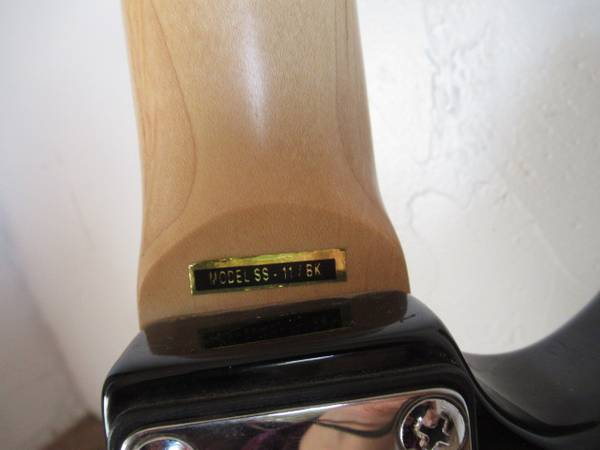 MODEL SS - 11 / BK